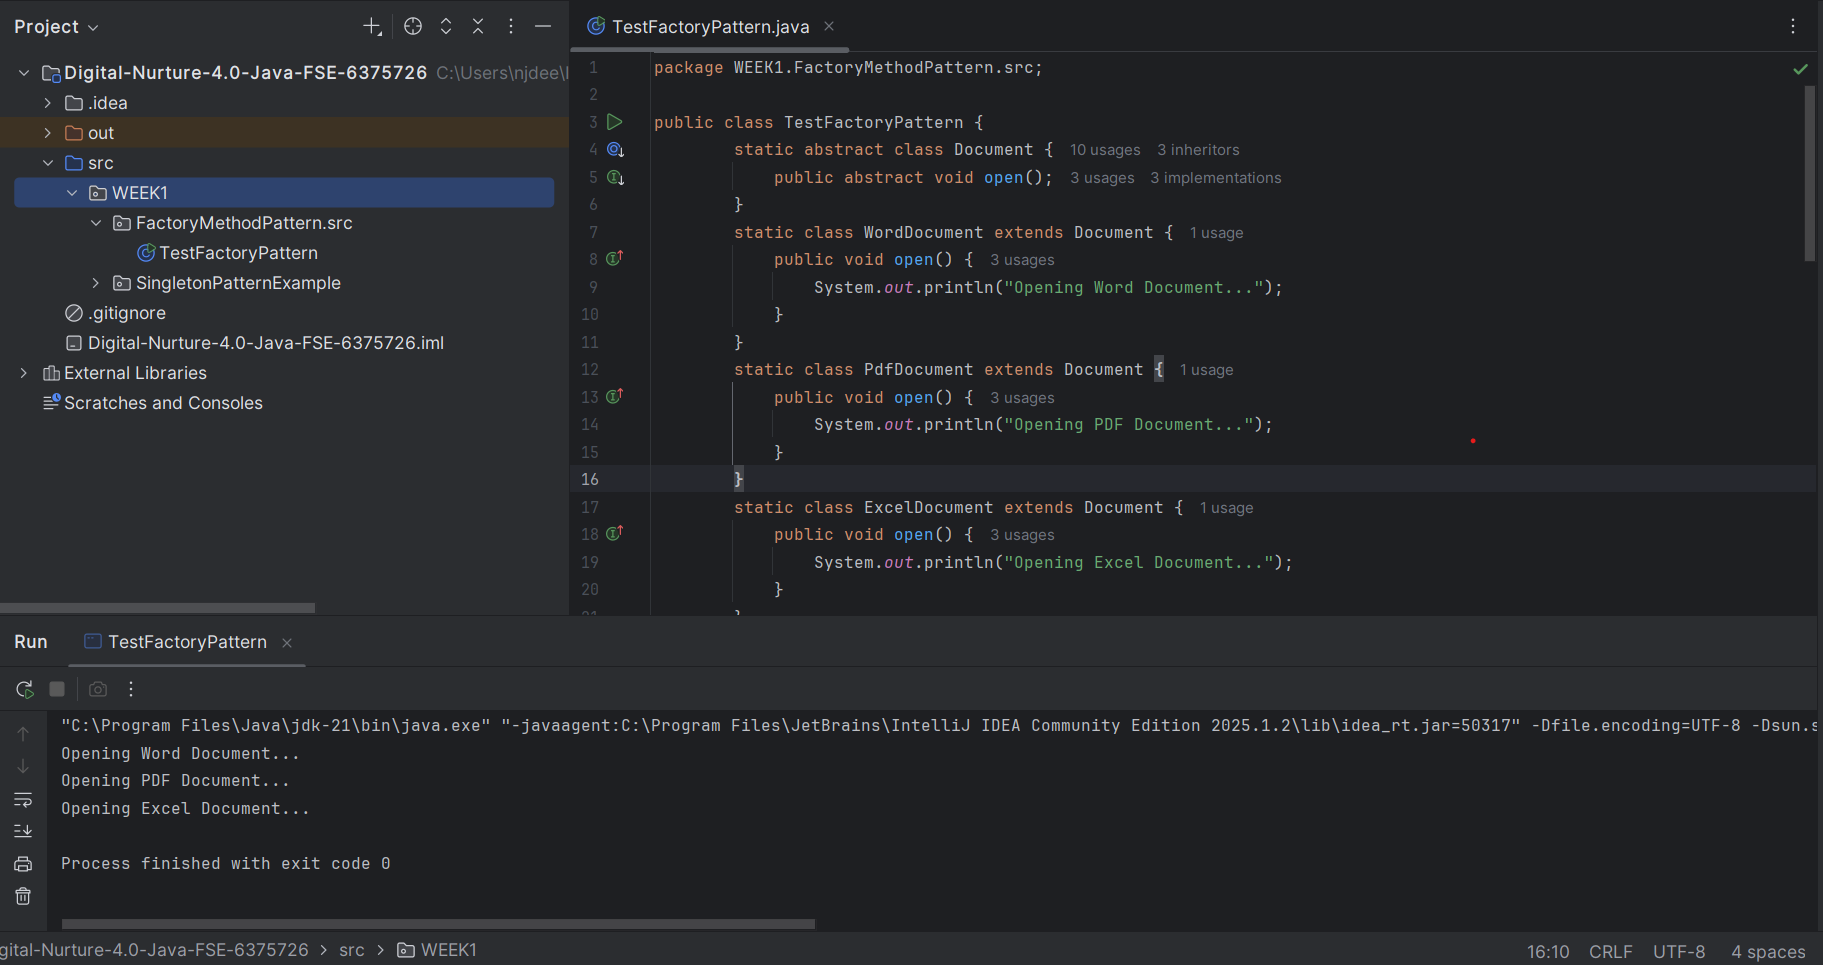 Project
Digital-Nurture-4.0-Java-FSE-6375726 C:\Users\njdee\
.idea
out
src
WEEK1
FactoryMethodPattern.src
TestFactoryPattern
SingletonPatternExample
.gitignore
Digital-Nurture-4.0-Java-FSE-6375726.iml
External Libraries
Scratches and Consoles
TestFactoryPattern.java
1 package WEEK1.FactoryMethodPattern.src;
2
3 public class TestFactoryPattern {
4 static abstract class Document { 10 usages 3 inheritors
5 public abstract void open(); 3 usages 3 implementations
6 }
7 static class WordDocument extends Document { 1 usage
8 public void open() { 3 usages
9 System.out.println("Opening Word Document...");
10 }
11 }
12 static class PdfDocument extends Document { 1 usage
13 public void open() { 3 usages
14 System.out.println("Opening PDF Document...");
15 }
16 }
17 static class ExcelDocument extends Document { 1 usage
18 public void open() { 3 usages
19 System.out.println("Opening Excel Document...");
20 }
Run TestFactoryPattern
"C:\Program Files\Java\jdk-21\bin\java.exe" "-javaagent:C:\Program Files\JetBrains\IntelliJ IDEA Community Edition 2025.1.2\lib\idea_rt.jar=50317" -Dfile.encoding=UTF-8 -Dsun.s
Opening Word Document...
Opening PDF Document...
Opening Excel Document...
Process finished with exit code 0
gital-Nurture-4.0-Java-FSE-6375726 > src > WEEK1
16:10 CRLF UTF-8 4 spaces